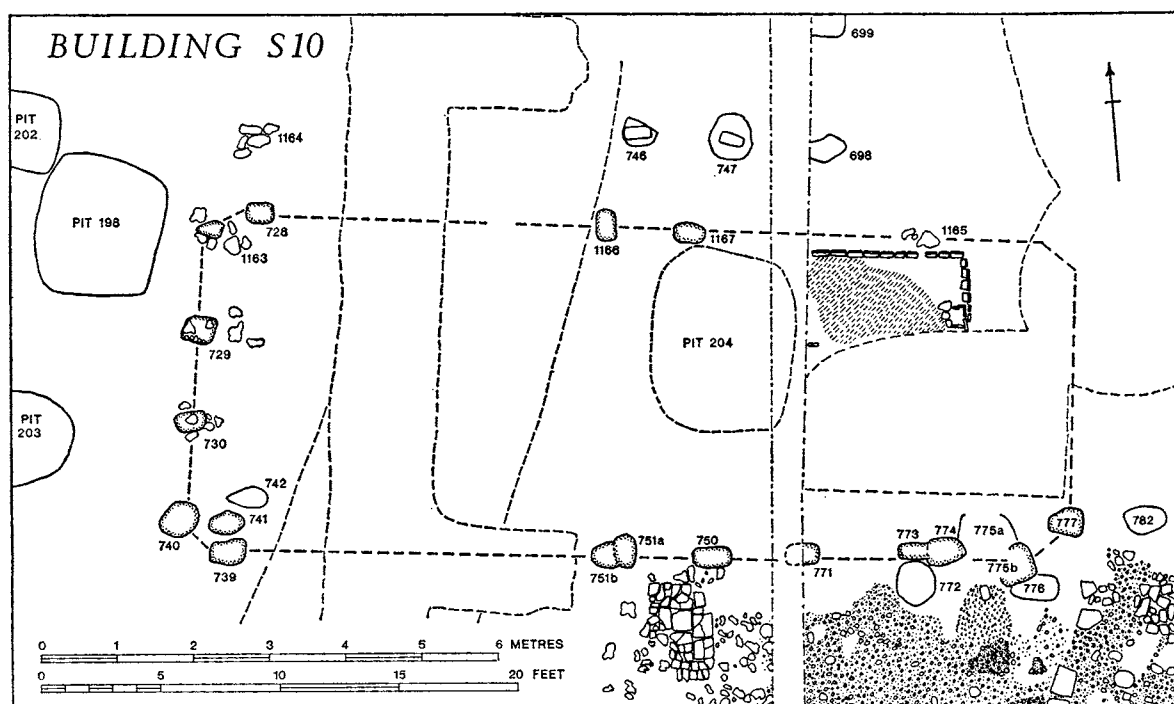 BUILDING S10
699
PIT
202
1164
746
747
698
PIT 198
728
1163
1166
1167
1165
729
PIT 204
PIT
203
730
742
741
740
739
751a
751b
750
771
773
774
775a
777
782
775b
772
776
0 1 2 3 4 5 6 METRES
0 5 10 15 20 FEET